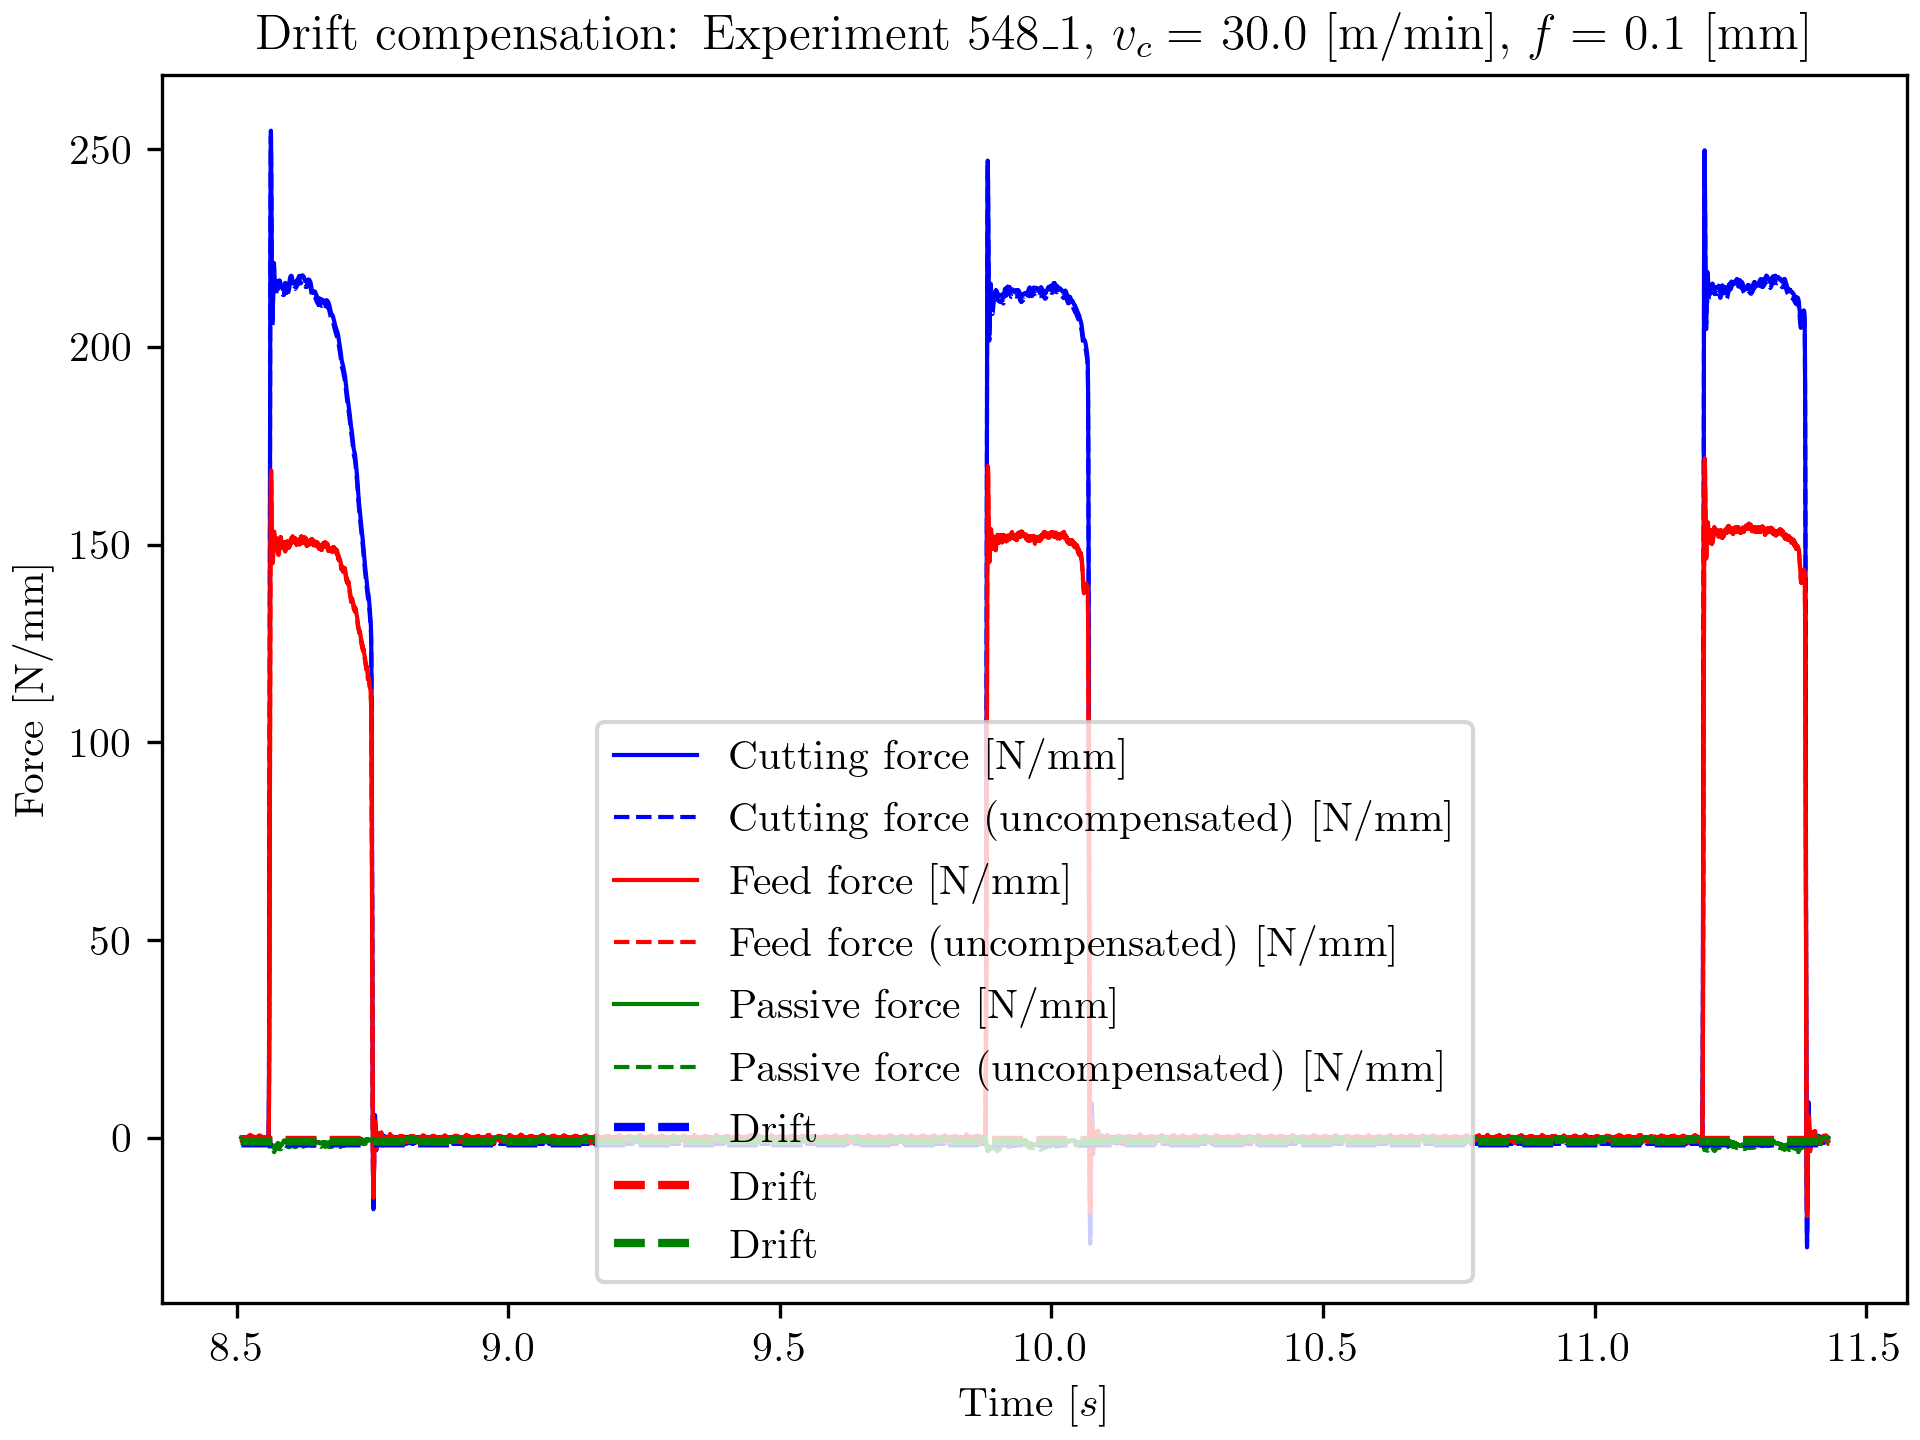 Drift compensation: Experiment 548_1, v_c = 30.0 [m/min], f = 0.1 [mm]
Force [N/mm]
250
200
150
100
50
0
Cutting force [N/mm]
Cutting force (uncompensated) [N/mm]
Feed force [N/mm]
Feed force (uncompensated) [N/mm]
Passive force [N/mm]
Passive force (uncompensated) [N/mm]
Drift
Drift
Drift
8.5 9.0 9.5 10.0 10.5 11.0 11.5
Time [s]